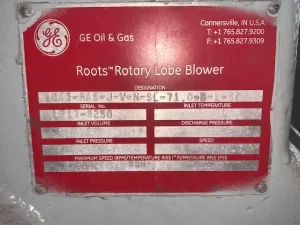 Connersville, IN U.S.A.
T: +1 765.827.9200
F: +1 765.827.9309
GE
GE Oil & Gas
Roots™ Rotary Lobe Blower
DESIGNATION
SERIAL No.
INLET TEMPERATURE
INLET VOLUME
DISCHARGE PRESSURE
INLET PRESSURE
SPEED
MAXIMUM SPEED (RPM)/TEMPERATURE RISE (°F)/PRESSURE RISE (PSI)